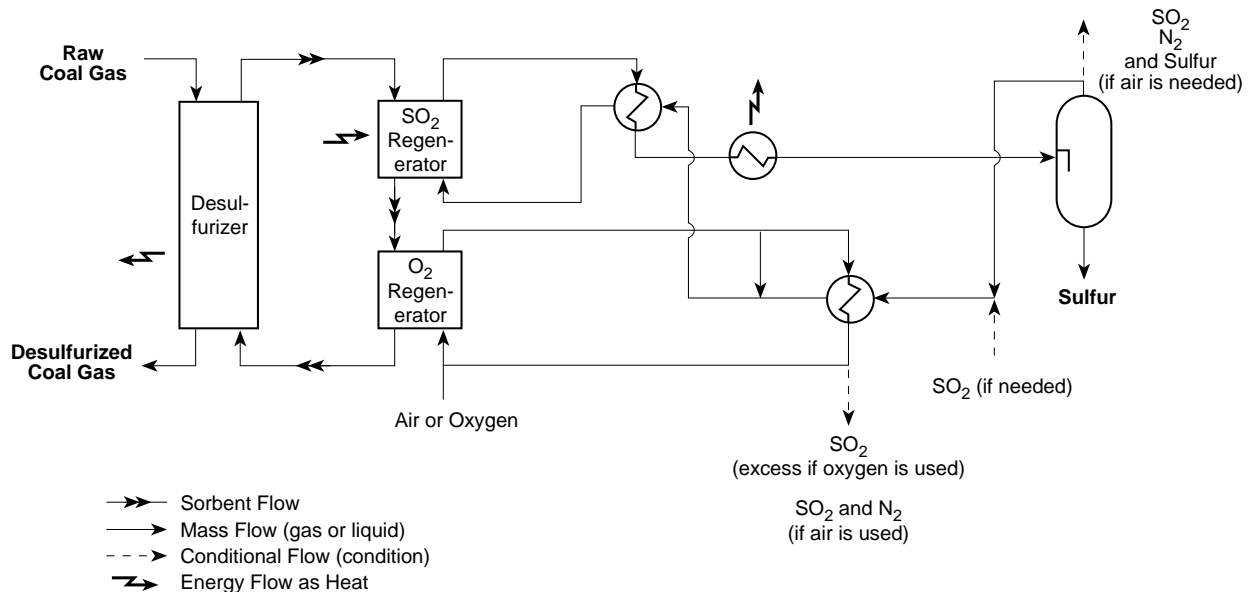 Raw
Coal Gas
SO2
N2
and Sulfur
(if air is needed)
SO2
Regen-
erator
Desul-
furizer
O2
Regen-
erator
Sulfur
Desulfurized
Coal Gas
SO2 (if needed)
Air or Oxygen
SO2
(excess if oxygen is used)
SO2 and N2
(if air is used)
Sorbent Flow
Mass Flow (gas or liquid)
Conditional Flow (condition)
Energy Flow as Heat